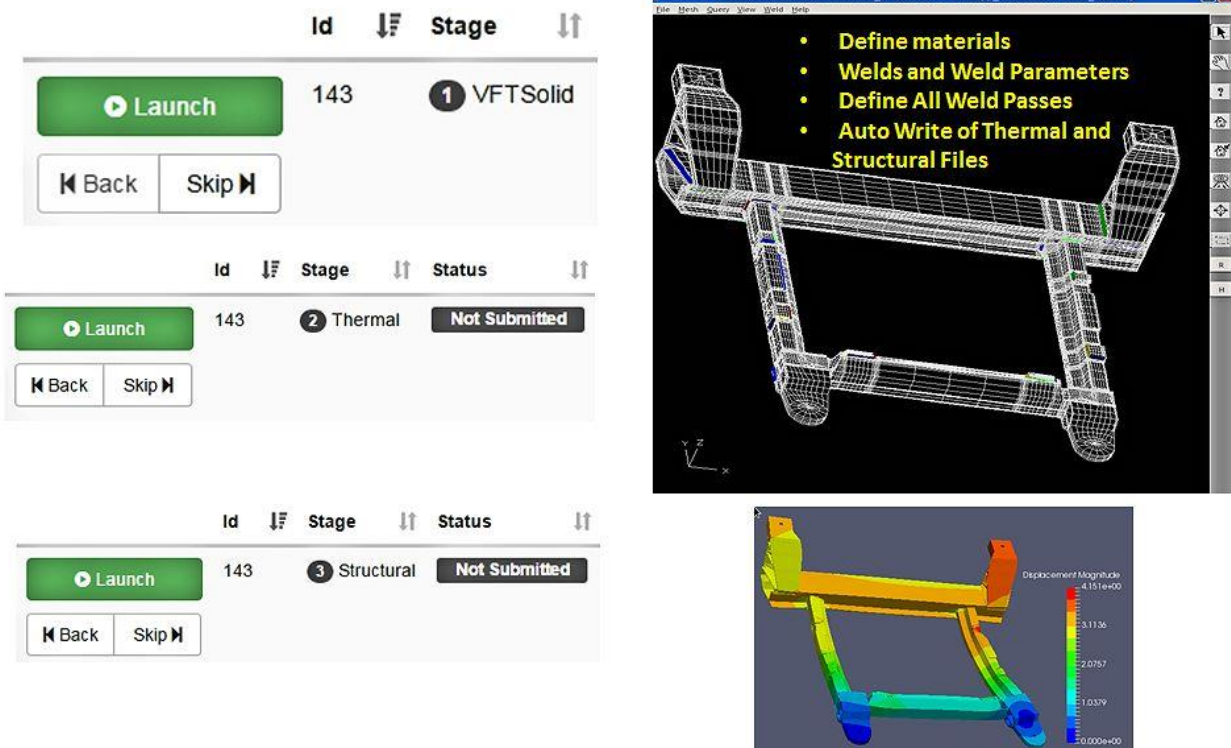 Id Stage
Launch 143 1 VFTSolid
Back Skip
Id Stage Status
Launch 143 2 Thermal Not Submitted
Back Skip
Id Stage Status
Launch 143 3 Structural Not Submitted
Back Skip
File Mesh Query View Weld Help
• Define materials
• Welds and Weld Parameters
• Define All Weld Passes
• Auto Write of Thermal and
Structural Files
?
R
H
Y Z
X
Displacement Magnitude
4.151e+00
3.1136
2.0757
1.0379
0.000e+00